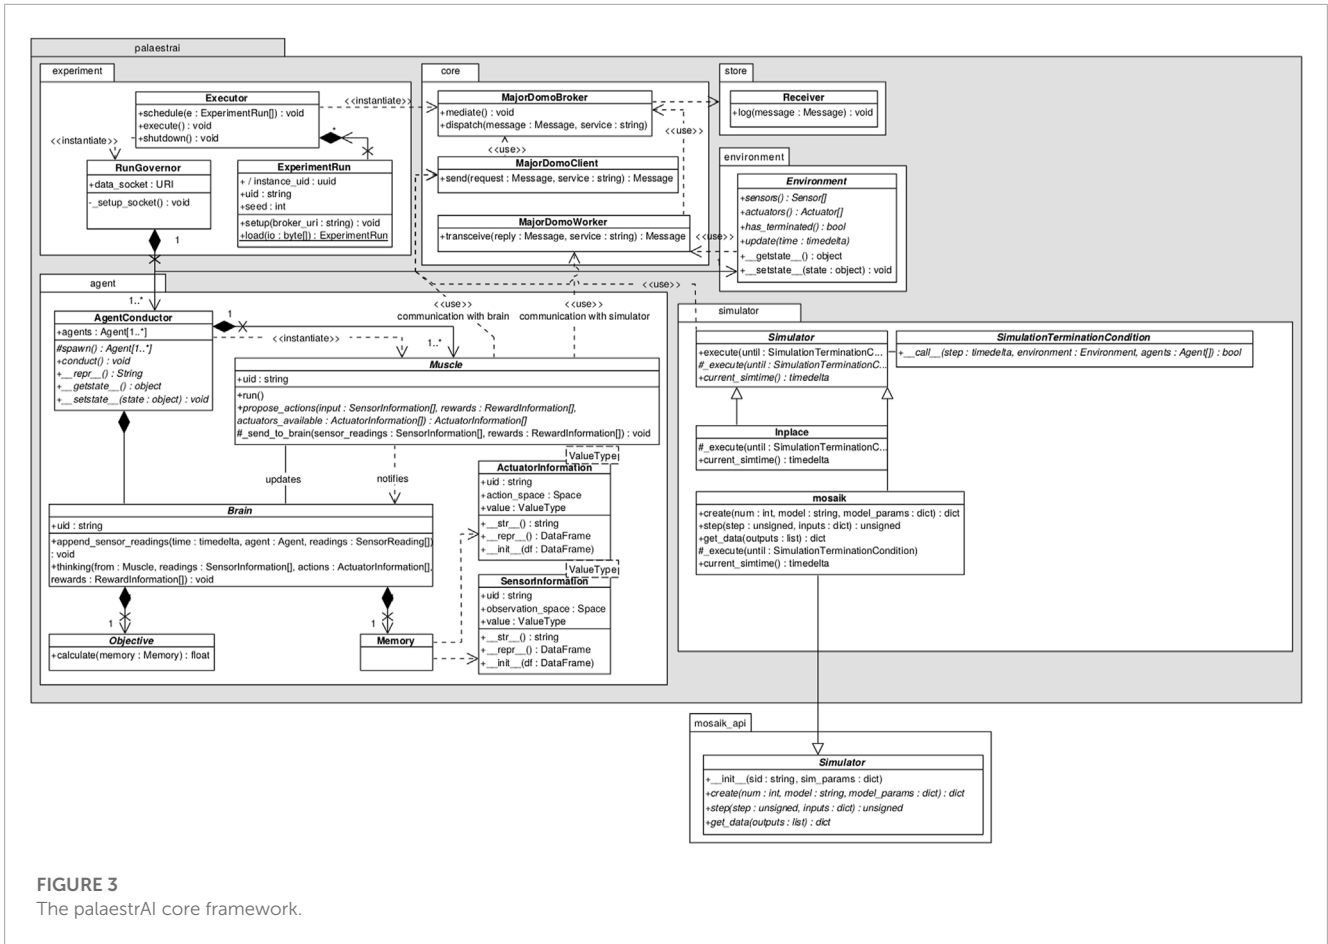 palaestrai
experiment
Executor
+schedule(e : ExperimentRun[]) : void
+execute() : void
+shutdown() : void
<<instantiate>>
<<instantiate>>
*
RunGovernor
+data_socket : URI
-_setup_socket() : void
1
ExperimentRun
+ / instance_uid : uuid
+uid : string
+seed : int
+setup(broker_uri : string) : void
+load(io : byte[]) : ExperimentRun
core
MajorDomoBroker
+mediate() : void
+dispatch(message : Message, service : string)
<<use>>
<<use>>
MajorDomoClient
+send(request : Message, service : string) : Message
MajorDomoWorker
+transceive(reply : Message, service : string) : Message
<<use>>
store
Receiver
+log(message : Message) : void
environment
Environment
+sensors() : Sensor[]
+actuators() : Actuator[]
+has_terminated() : bool
+update(time : timedelta)
+__getstate__() : object
+__setstate__(state : object) : void
agent
1..*
AgentConductor
+agents : Agent[1..*]
#spawn() : Agent[1..*]
+conduct() : void
+__repr__() : String
+__getstate__() : object
+__setstate__(state : object) : void
1
<<instantiate>>
1..*
<<use>>
communication with brain
<<use>>
communication with simulator
<<use>>
Muscle
+uid : string
+run()
+propose_actions(input : SensorInformation[], rewards : RewardInformation[],
actuators_available : ActuatorInformation[]) : ActuatorInformation[]
#_send_to_brain(sensor_readings : SensorInformation[], rewards : RewardInformation[]) : void
updates
notifies
Brain
+uid : string
+append_sensor_readings(time : timedelta, agent : Agent, readings : SensorReading[])
: void
+thinking(from : Muscle, readings : SensorInformation[], actions : ActuatorInformation[],
rewards : RewardInformation[]) : void
1
1
Objective
+calculate(memory : Memory) : float
Memory
ValueType
ActuatorInformation
+uid : string
+action_space : Space
+value : ValueType
+__str__() : string
+__repr__() : DataFrame
+__init__(df : DataFrame)
ValueType
SensorInformation
+uid : string
+observation_space : Space
+value : ValueType
+__str__() : string
+__repr__() : DataFrame
+__init__(df : DataFrame)
simulator
Simulator
+execute(until : SimulationTerminationC...
#_execute(until : SimulationTerminationC...
+current_simtime() : timedelta
SimulationTerminationCondition
+__call__(step : timedelta, environment : Environment, agents : Agent[]) : bool
Inplace
#_execute(until : SimulationTerminationC...
+current_simtime() : timedelta
mosaik
+create(num : int, model : string, model_params : dict) : dict
+step(step : unsigned, inputs : dict) : unsigned
+get_data(outputs : list) : dict
#_execute(until : SimulationTerminationCondition)
+current_simtime() : timedelta
mosaik_api
Simulator
+__init__(sid : string, sim_params : dict)
+create(num : int, model : string, model_params : dict) : dict
+step(step : unsigned, inputs : dict) : unsigned
+get_data(outputs : list) : dict
FIGURE 3
The palaestrAI core framework.